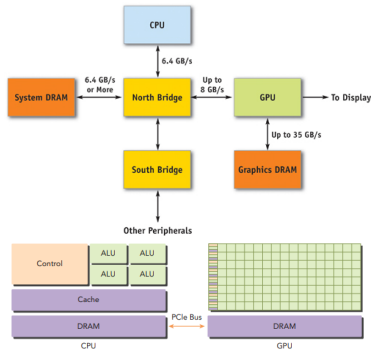 CPU
6.4 GB/s
6.4 GB/s
or More
Up to
8 GB/s
System DRAM
North Bridge
GPU
To Display
Up to 35 GB/s
South Bridge
Graphics DRAM
Other Peripherals
Control
ALU
ALU
ALU
ALU
Cache
PCIe Bus
DRAM
DRAM
CPU
GPU